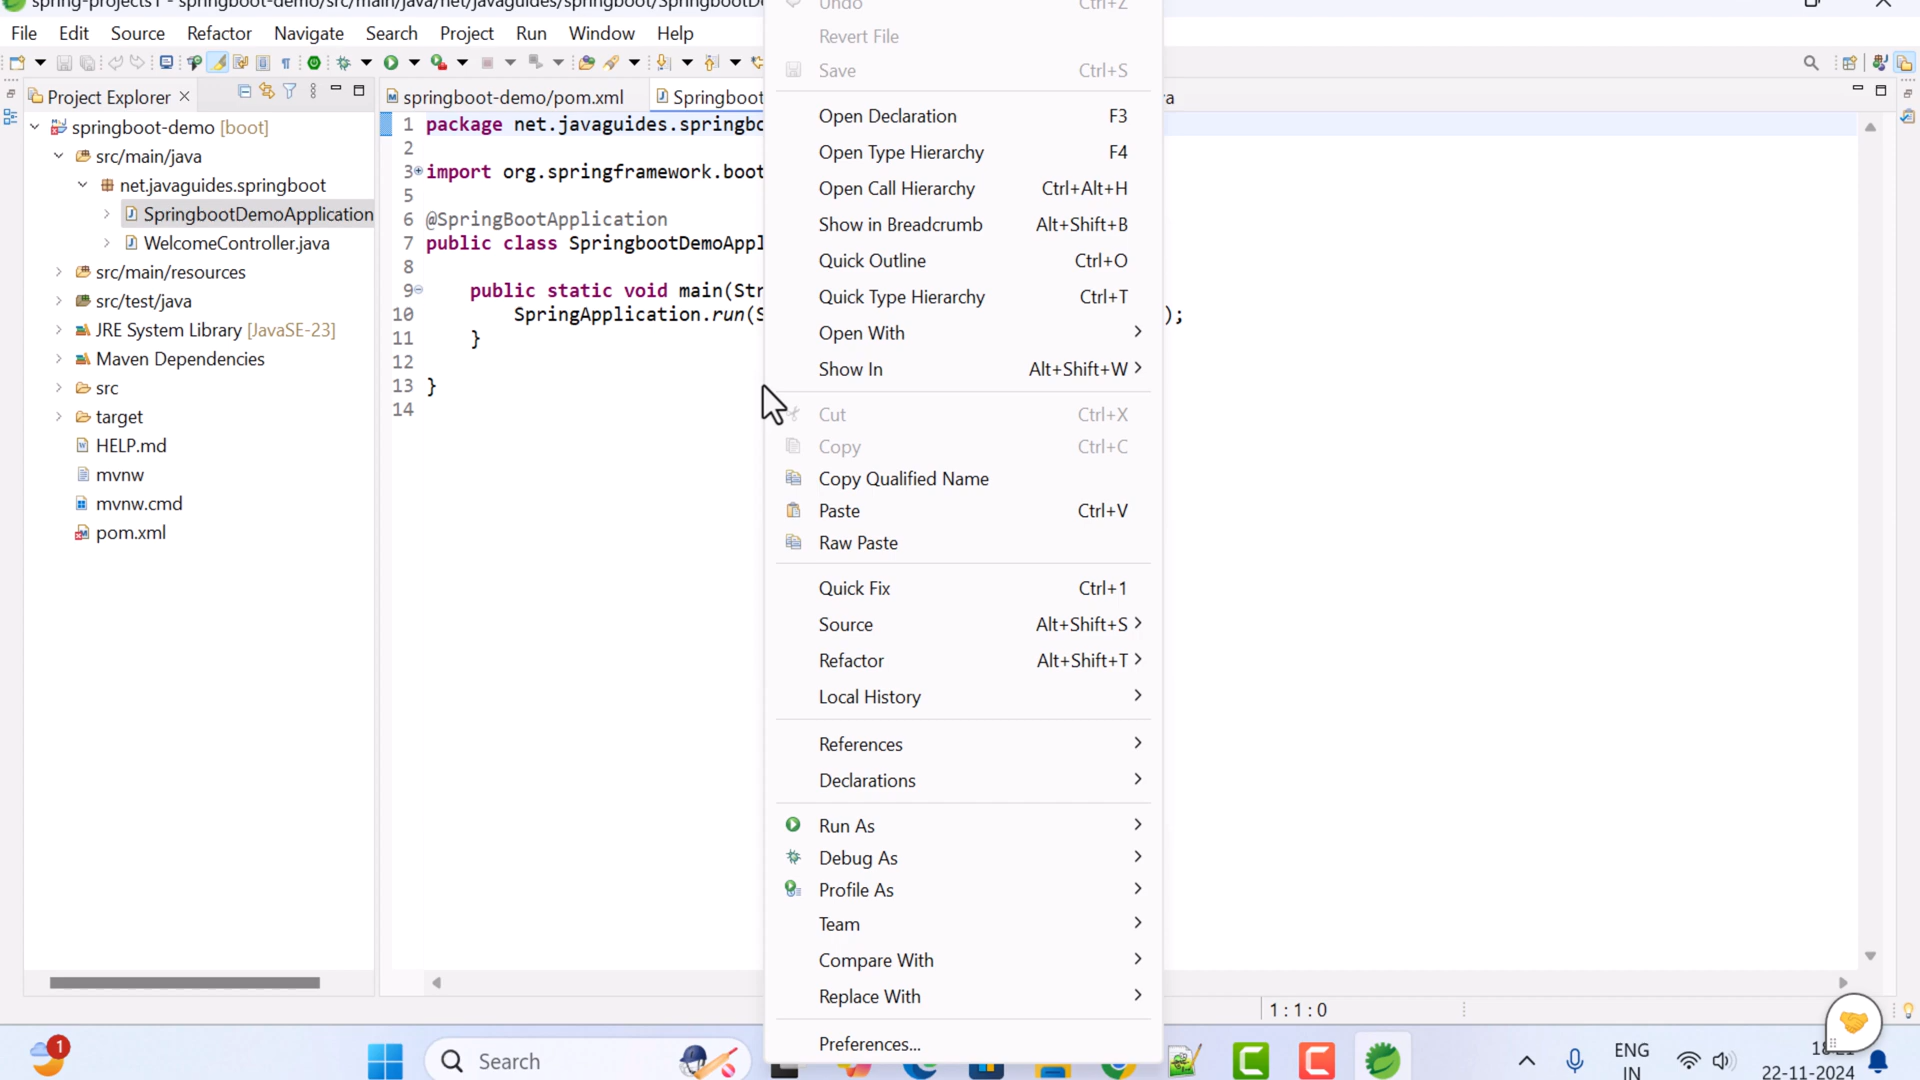 spring-projects1 - springboot-demo/src/main/java/net/javaguides/springboot/SpringbootDe
File Edit Source Refactor Navigate Search Project Run Window Help
Project Explorer
springboot-demo [boot]
src/main/java
net.javaguides.springboot
SpringbootDemoApplication
WelcomeController.java
src/main/resources
src/test/java
JRE System Library [JavaSE-23]
Maven Dependencies
src
target
HELP.md
mvnw
mvnw.cmd
pom.xml
springboot-demo/pom.xml
Springboot
a
1 package net.javaguides.springbo
2
3 import org.springframework.boot
5
6 @SpringBootApplication
7 public class SpringbootDemoAppl
8
9 public static void main(Str
10 SpringApplication.run(S );
11 }
12
13 }
14
Undo Ctrl+Z
Revert File
Save Ctrl+S
Open Declaration F3
Open Type Hierarchy F4
Open Call Hierarchy Ctrl+Alt+H
Show in Breadcrumb Alt+Shift+B
Quick Outline Ctrl+O
Quick Type Hierarchy Ctrl+T
Open With
Show In Alt+Shift+W
Cut Ctrl+X
Copy Ctrl+C
Copy Qualified Name
Paste Ctrl+V
Raw Paste
Quick Fix Ctrl+1
Source Alt+Shift+S
Refactor Alt+Shift+T
Local History
References
Declarations
Run As
Debug As
Profile As
Team
Compare With
Replace With
Preferences...
1 : 1 : 0
1
Search
ENG
IN
22-11-2024